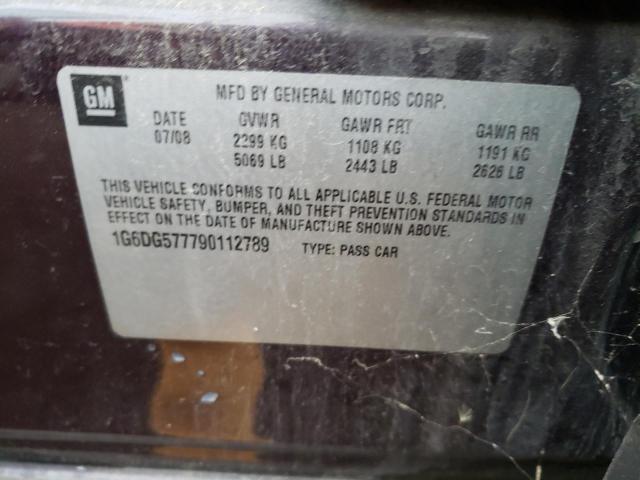 GM
MFD BY GENERAL MOTORS CORP.
DATE GVWR GAWR FRT GAWR RR
07/08 2299 KG 1108 KG 1191 KG
5069 LB 2443 LB 2626 LB
THIS VEHICLE CONFORMS TO ALL APPLICABLE U.S. FEDERAL MOTOR
VEHICLE SAFETY, BUMPER, AND THEFT PREVENTION STANDARDS IN
EFFECT ON THE DATE OF MANUFACTURE SHOWN ABOVE.
1G6DG577790112789 TYPE: PASS CAR